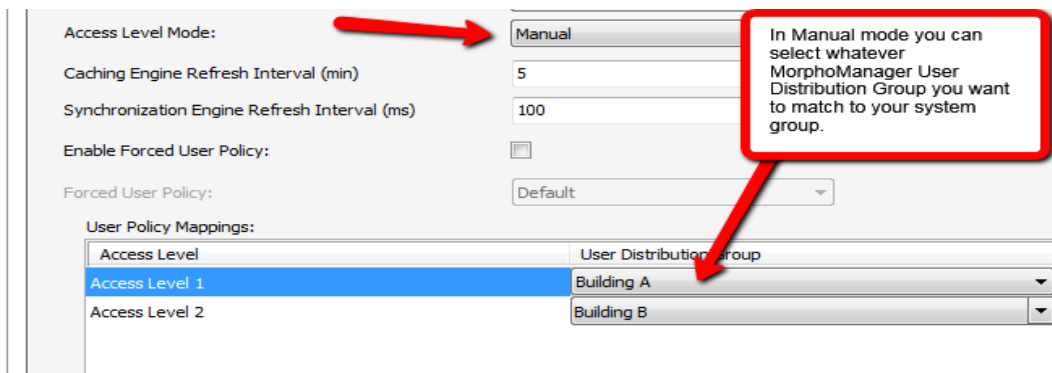 Access Level Mode:
Manual
In Manual mode you can
select whatever
MorphoManager User
Distribution Group you want
to match to your system
group.
Caching Engine Refresh Interval (min)
5
Synchronization Engine Refresh Interval (ms)
100
Enable Forced User Policy:
Forced User Policy:
Default
User Policy Mappings:
Access Level
User Distribution Group
Access Level 1
Building A
Access Level 2
Building B